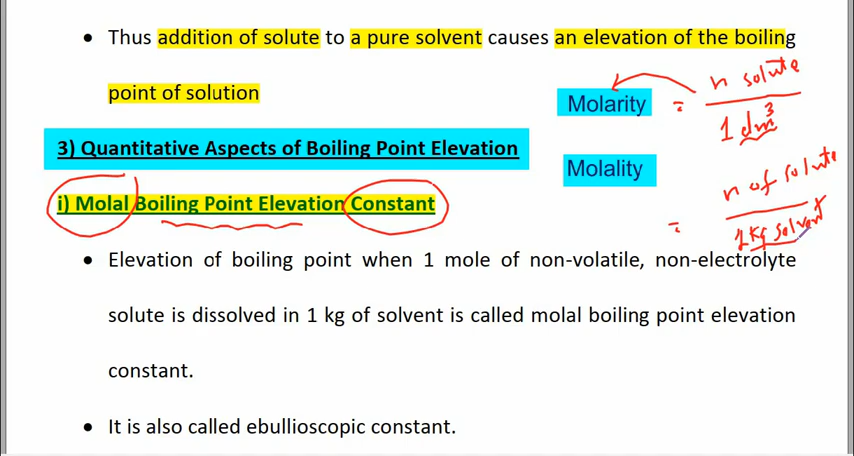 • Thus addition of solute to a pure solvent causes an elevation of the boiling
point of solution
Molarity = n solute / 1 dm³
3) Quantitative Aspects of Boiling Point Elevation
Molality = n of solute / 1 kg solvent
i) Molal Boiling Point Elevation Constant
• Elevation of boiling point when 1 mole of non-volatile, non-electrolyte
solute is dissolved in 1 kg of solvent is called molal boiling point elevation
constant.
• It is also called ebullioscopic constant.